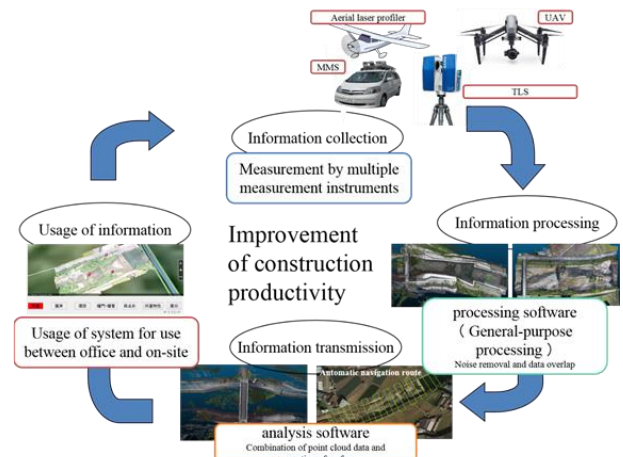 Aerial laser profiler
UAV
MMS
TLS
Information collection
Measurement by multiple
measurement instruments
Usage of information
Information processing
Improvement
of construction
productivity
processing software
( General-purpose
processing )
Noise removal and data overlap
Usage of system for use
between office and on-site
Information transmission
Automatic navigation route
analysis software
Combination of point cloud data and